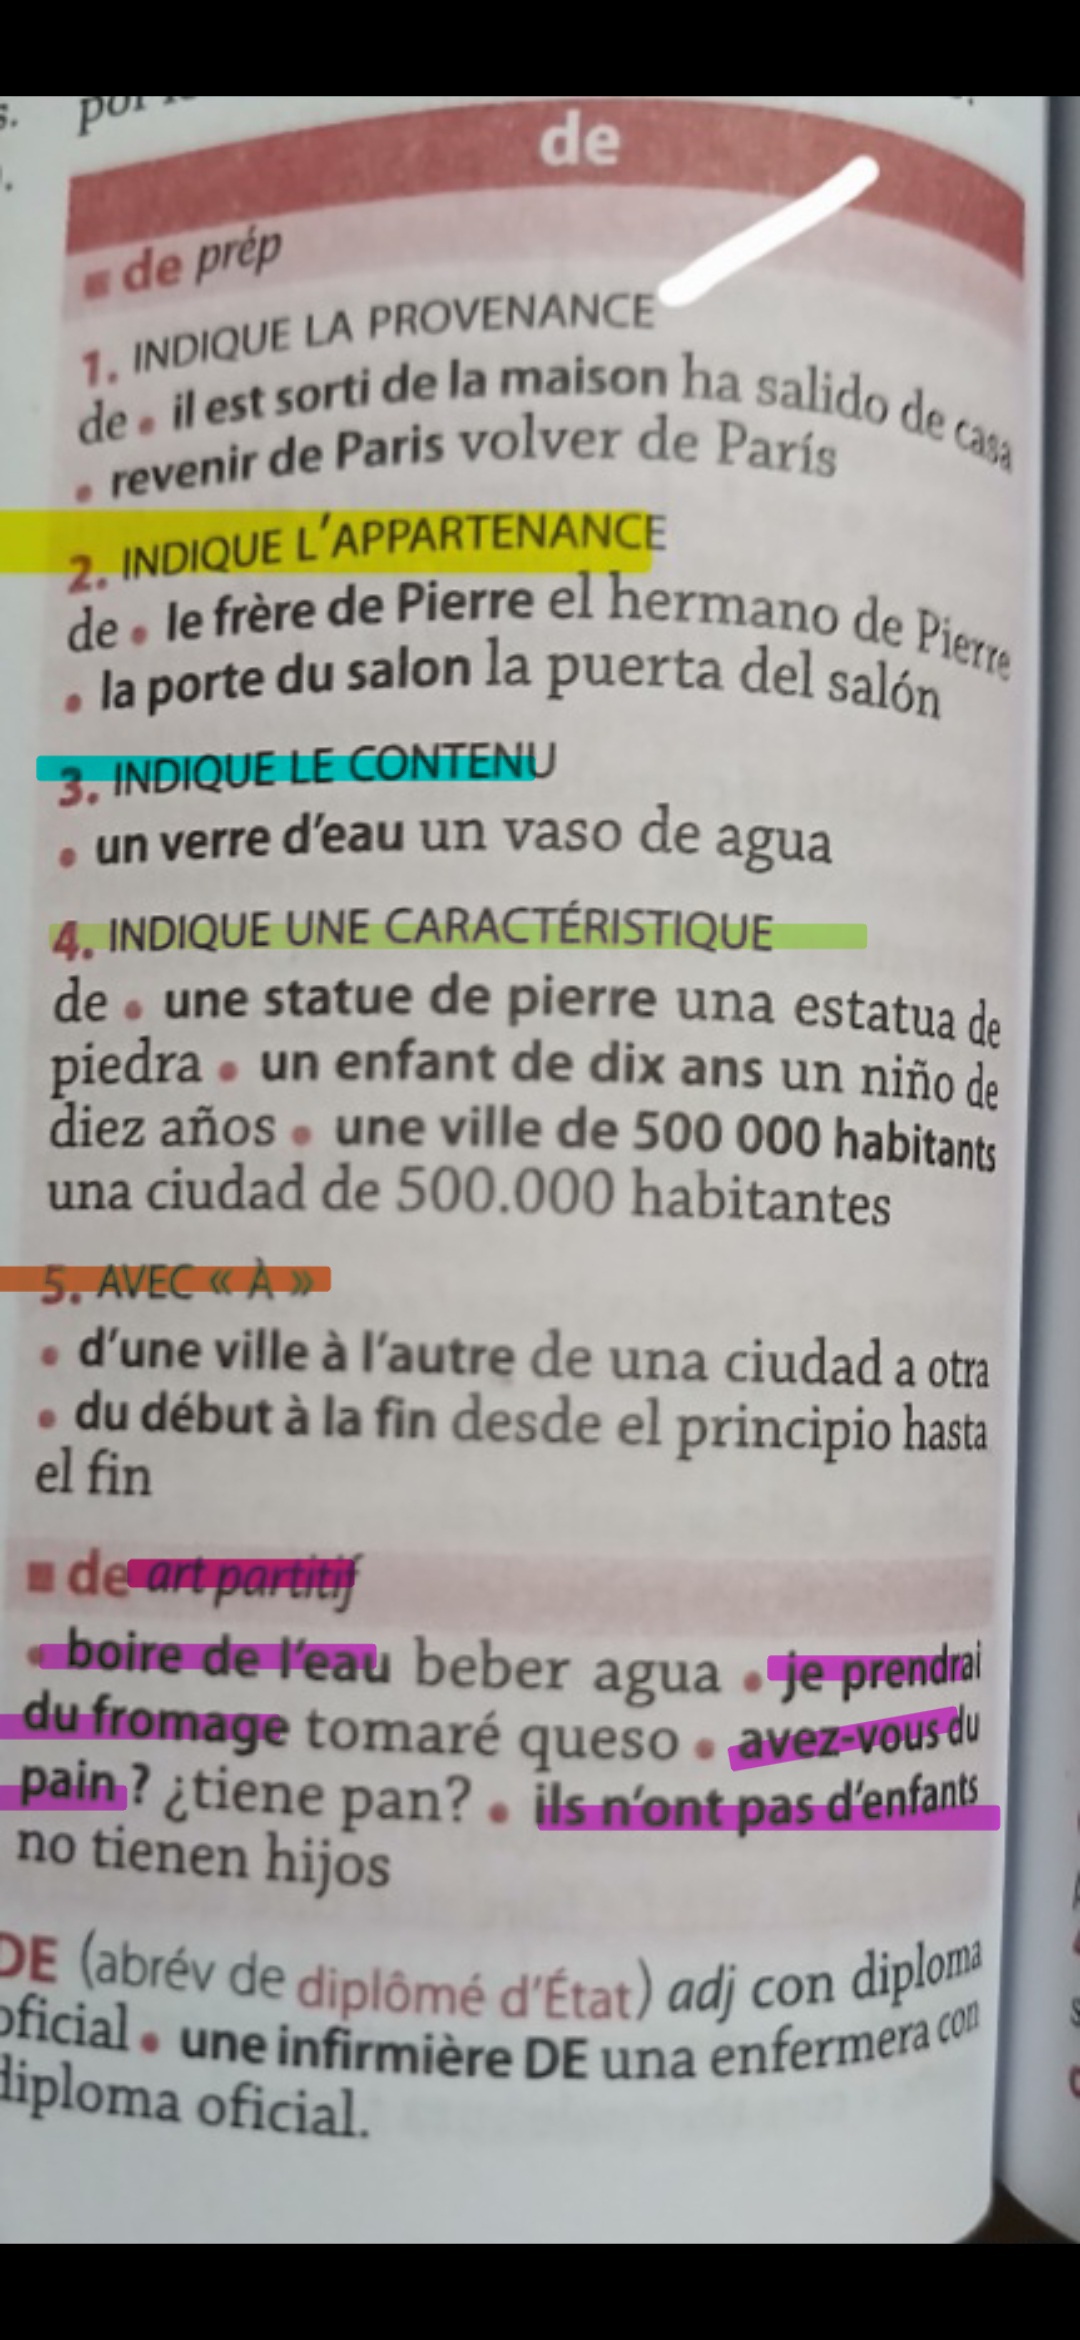 de
de prép
1. INDIQUE LA PROVENANCE
de • il est sorti de la maison ha salido de casa
• revenir de Paris volver de París
2. INDIQUE L'APPARTENANCE
de • le frère de Pierre el hermano de Pierre
• la porte du salon la puerta del salón
3. INDIQUE LE CONTENU
• un verre d'eau un vaso de agua
4. INDIQUE UNE CARACTÉRISTIQUE
de • une statue de pierre una estatua de
piedra • un enfant de dix ans un niño de
diez años • une ville de 500 000 habitants
una ciudad de 500.000 habitantes
5. AVEC « À »
• d'une ville à l'autre de una ciudad a otra
• du début à la fin desde el principio hasta
el fin
de art partitif
• boire de l'eau beber agua • je prendrai
du fromage tomaré queso • avez-vous du
pain ? ¿tiene pan? • ils n'ont pas d'enfants
no tienen hijos
DE (abrév de diplômé d'État) adj con diploma
oficial • une infirmière DE una enfermera con
diploma oficial.